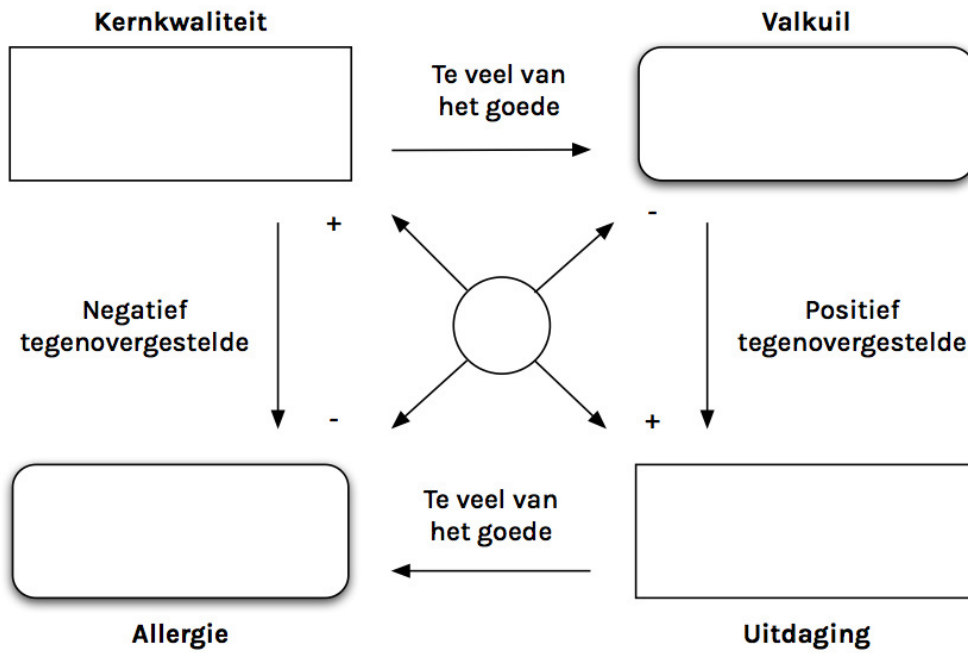 Kernkwaliteit
Valkuil
Te veel van
het goede
+
-
Negatief
tegenovergestelde
Positief
tegenovergestelde
-
+
Te veel van
het goede
Allergie
Uitdaging